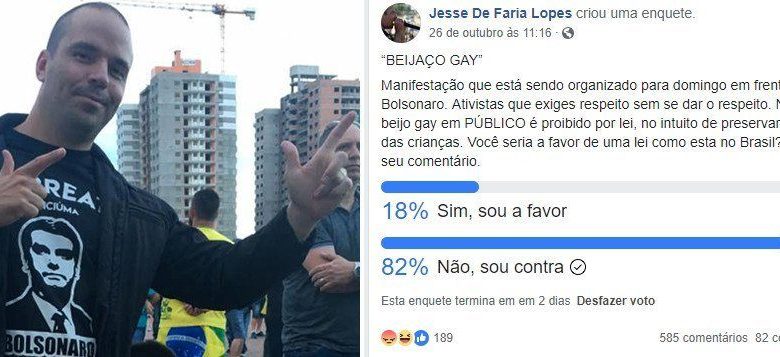 BOLSONARO
Jesse De Faria Lopes criou uma enquete.
26 de outubro às 11:16 ·
“BEIJAÇO GAY”
Manifestação que está sendo organizado para domingo em frent
Bolsonaro. Ativistas que exiges respeito sem se dar o respeito. N
beijo gay em PÚBLICO é proibido por lei, no intuito de preservar
das crianças. Você seria a favor de uma lei como esta no Brasil?
seu comentário.
18% Sim, sou a favor
82% Não, sou contra
Esta enquete termina em em 2 dias Desfazer voto
189
585 comentários 82 c